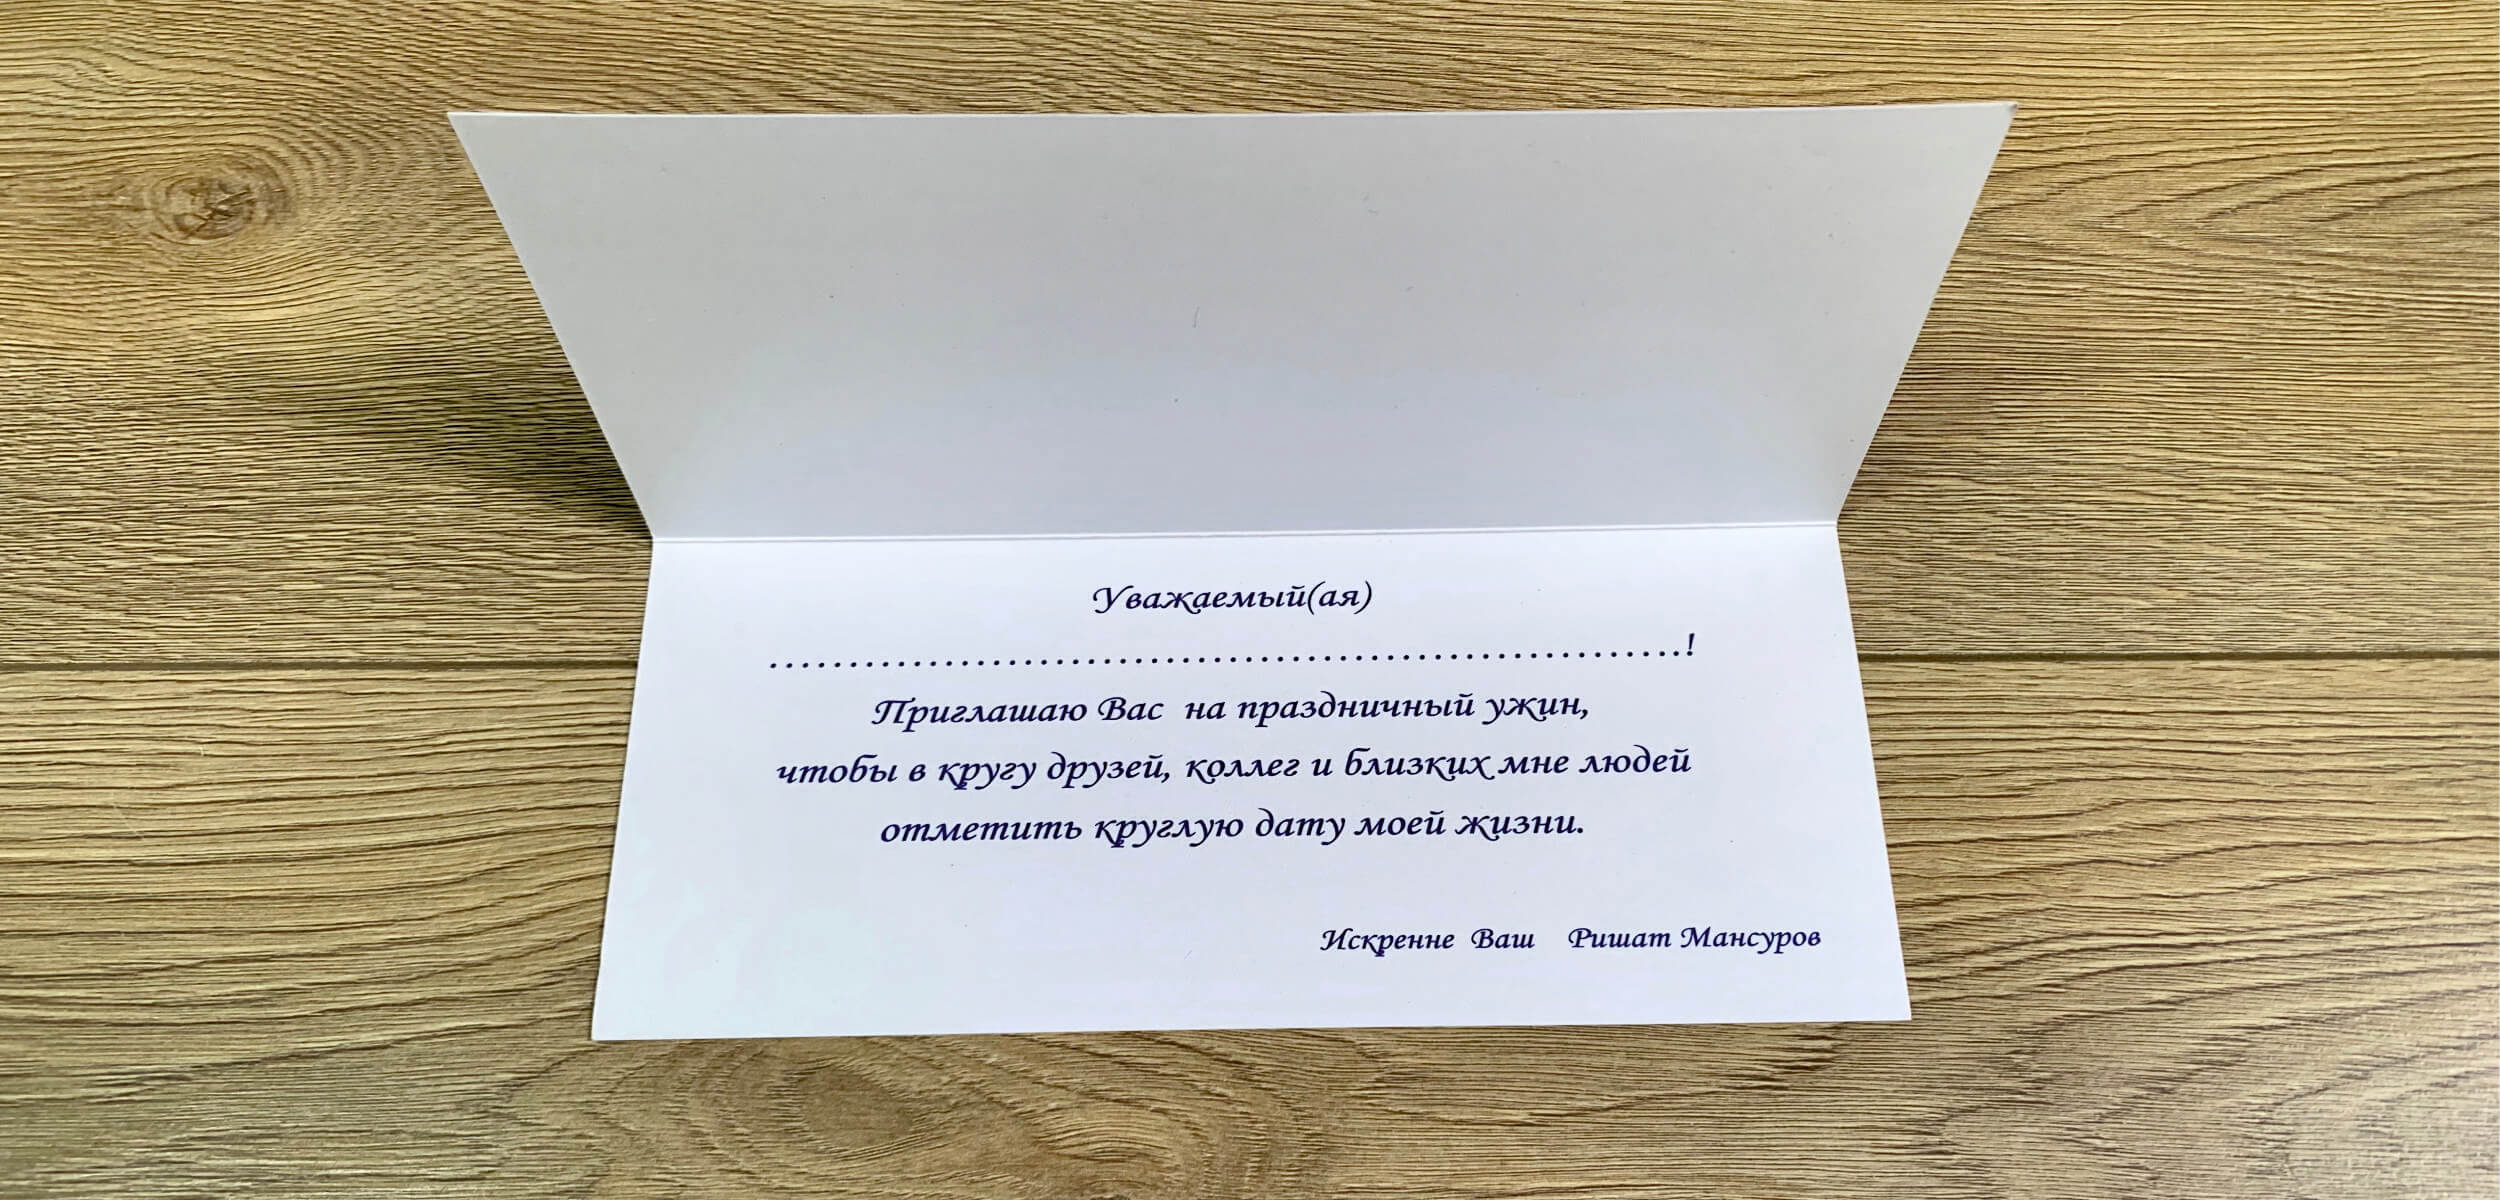 Уважаемый(ая)
....................................................................!
Приглашаю Вас на праздничный ужин,
чтобы в кругу друзей, коллег и близких мне людей
отметить круглую дату моей жизни.
Искренне Ваш Ришат Мансуров